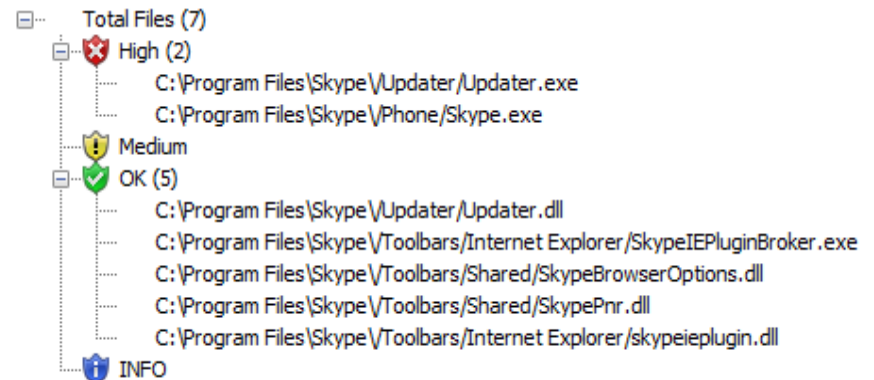 Total Files (7)
High (2)
C:\Program Files\Skype\/Updater/Updater.exe
C:\Program Files\Skype\/Phone/Skype.exe
Medium
OK (5)
C:\Program Files\Skype\/Updater/Updater.dll
C:\Program Files\Skype\/Toolbars/Internet Explorer/SkypeIEPluginBroker.exe
C:\Program Files\Skype\/Toolbars/Shared/SkypeBrowserOptions.dll
C:\Program Files\Skype\/Toolbars/Shared/SkypePnr.dll
C:\Program Files\Skype\/Toolbars/Internet Explorer/skypeieplugin.dll
INFO